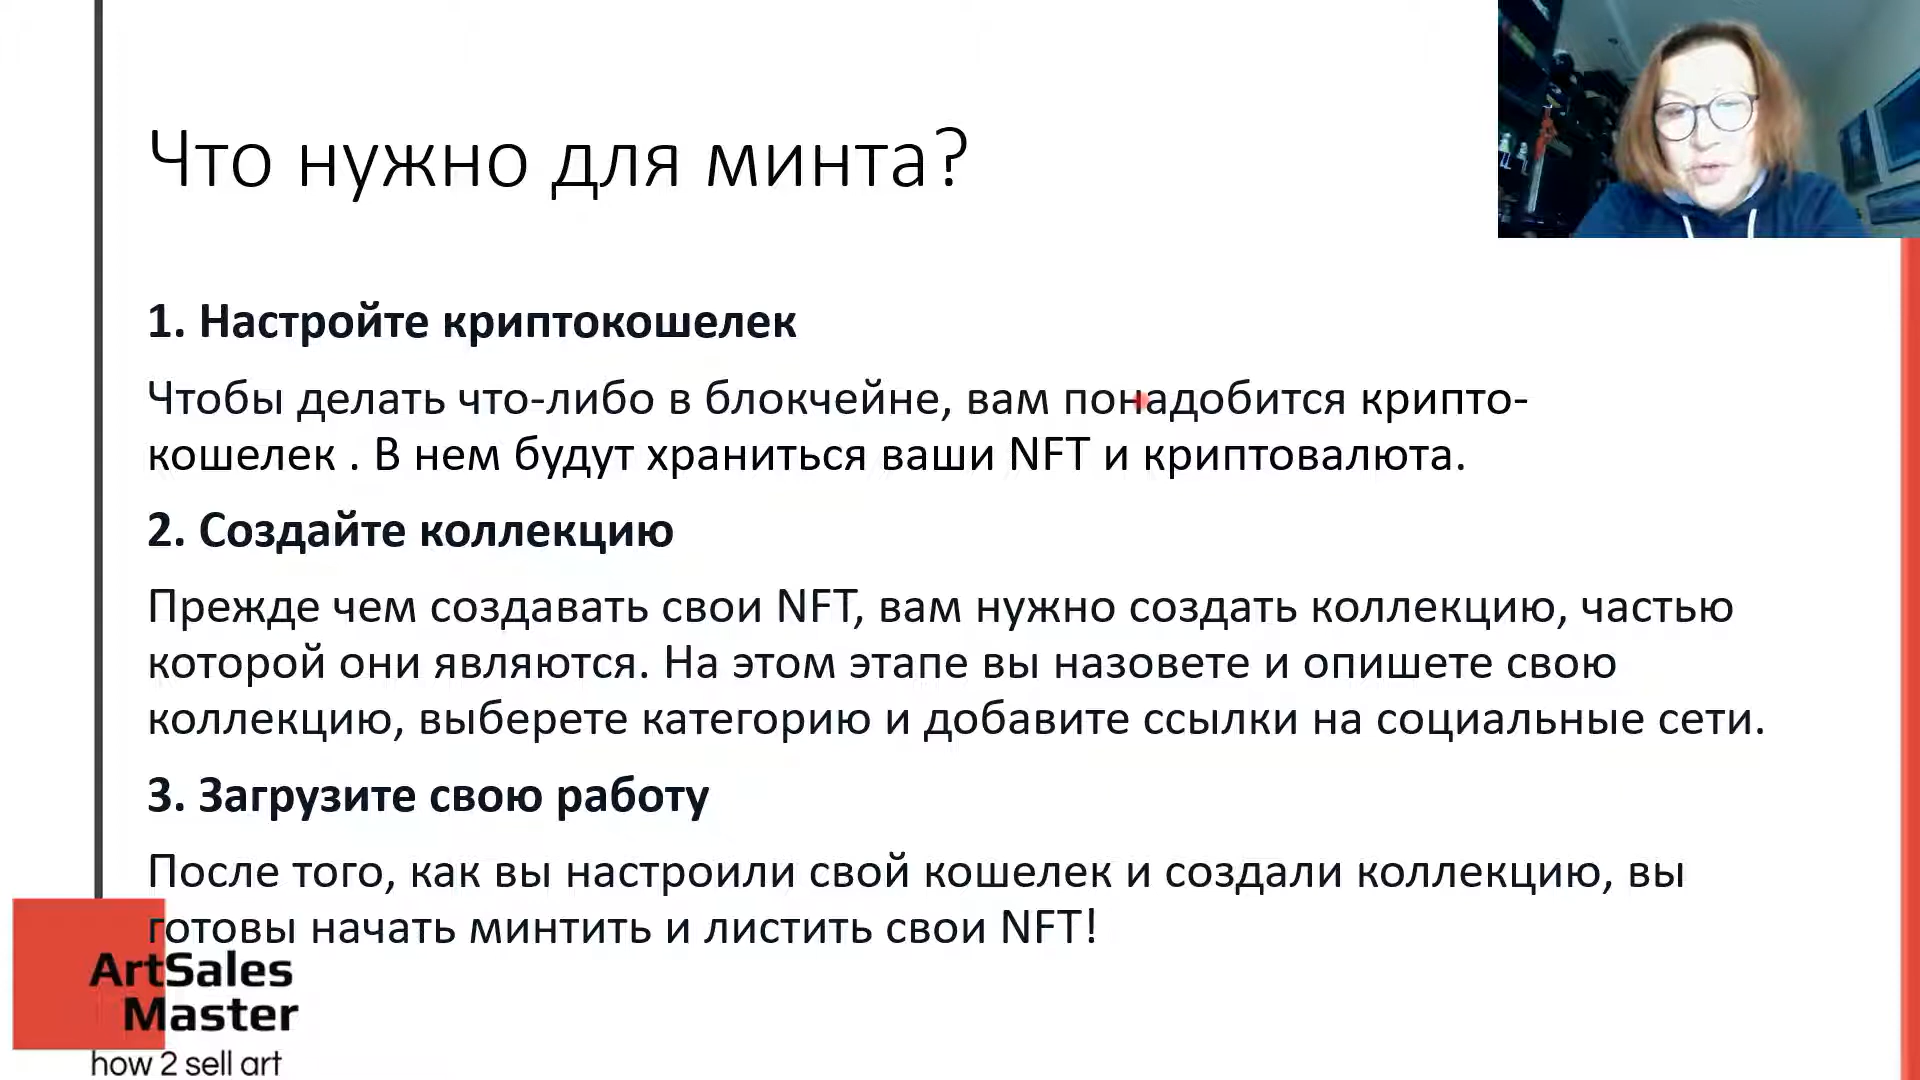 Что нужно для минта?
1. Настройте криптокошелек
Чтобы делать что-либо в блокчейне, вам понадобится крипто-
кошелек . В нем будут храниться ваши NFT и криптовалюта.
2. Создайте коллекцию
Прежде чем создавать свои NFT, вам нужно создать коллекцию, частью
которой они являются. На этом этапе вы назовете и опишете свою
коллекцию, выберете категорию и добавите ссылки на социальные сети.
3. Загрузите свою работу
После того, как вы настроили свой кошелек и создали коллекцию, вы
готовы начать минтить и листить свои NFT!
ArtSales
Master
how 2 sell art